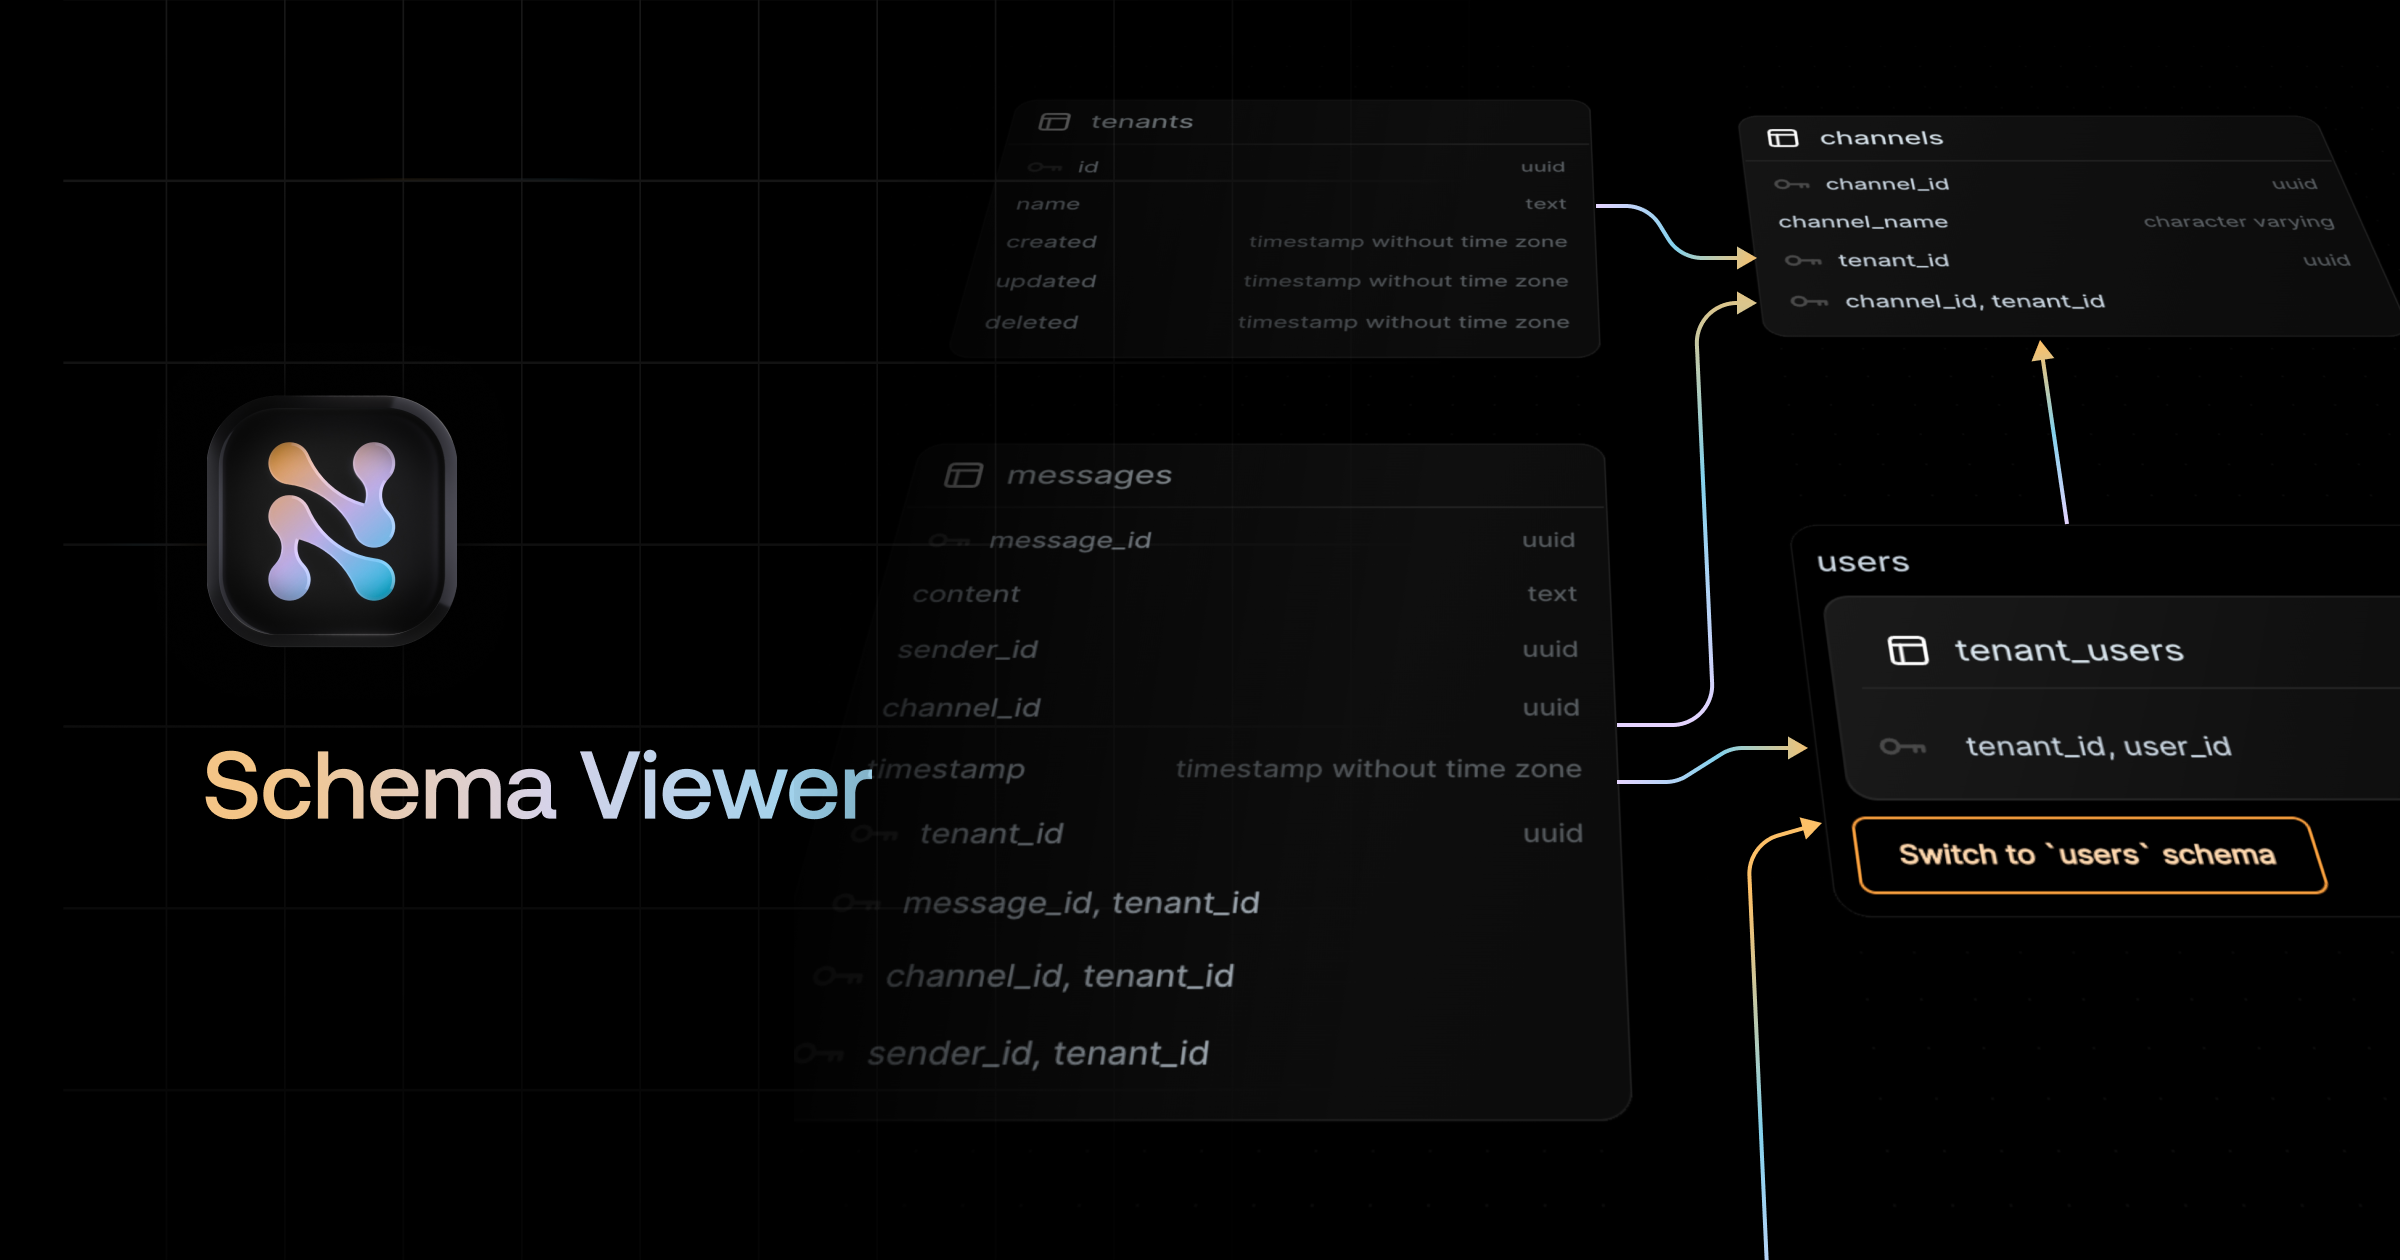 Schema Viewer
tenants
id uuid
name text
created timestamp without time zone
updated timestamp without time zone
deleted timestamp without time zone
messages
message_id uuid
content text
sender_id uuid
channel_id uuid
timestamp timestamp without time zone
tenant_id uuid
message_id, tenant_id
channel_id, tenant_id
sender_id, tenant_id
channels
channel_id uuid
channel_name character varying
tenant_id uuid
channel_id, tenant_id
users
tenant_users
tenant_id, user_id
Switch to `users` schema